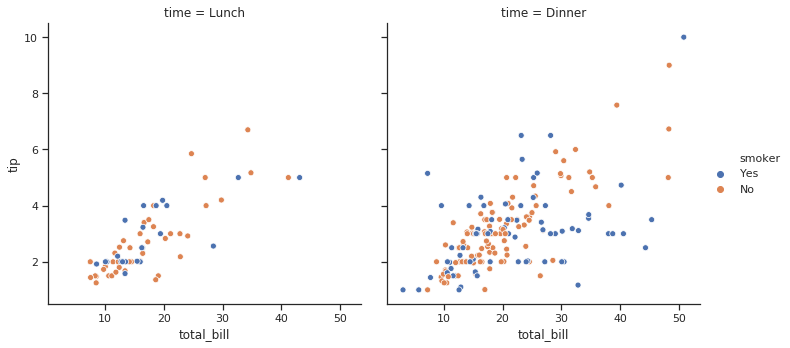 time = Lunch
time = Dinner
10
8
6
4
2
tip
10
20
30
40
50
10
20
30
40
50
total_bill
total_bill
smoker
Yes
No